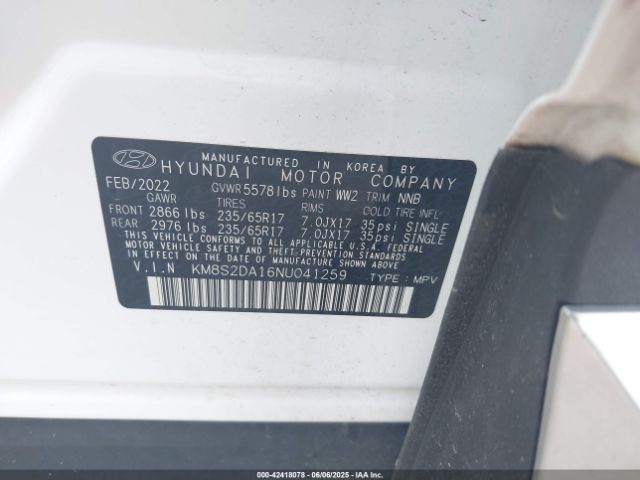 MANUFACTURED IN KOREA BY
HYUNDAI MOTOR COMPANY
FEB/2022 GVWR 5578 lbs PAINT WW2 TRIM NNB
GAWR TIRES RIMS COLD TIRE INFL.
FRONT 2866 lbs 235/65R17 7.0JX17 35 psi SINGLE
REAR 2976 lbs 235/65R17 7.0JX17 35 psi SINGLE
THIS VEHICLE CONFORMS TO ALL APPLICABLE U.S. FEDERAL
MOTOR VEHICLE SAFETY AND THEFT PREVENTION STANDARDS
IN EFFECT ON THE DATE OF MANUFACTURE SHOWN ABOVE.
V.I.N KM8S2DA16NU041259
TYPE : MPV
000-42418078 - 06/06/2025 - IAA Inc.